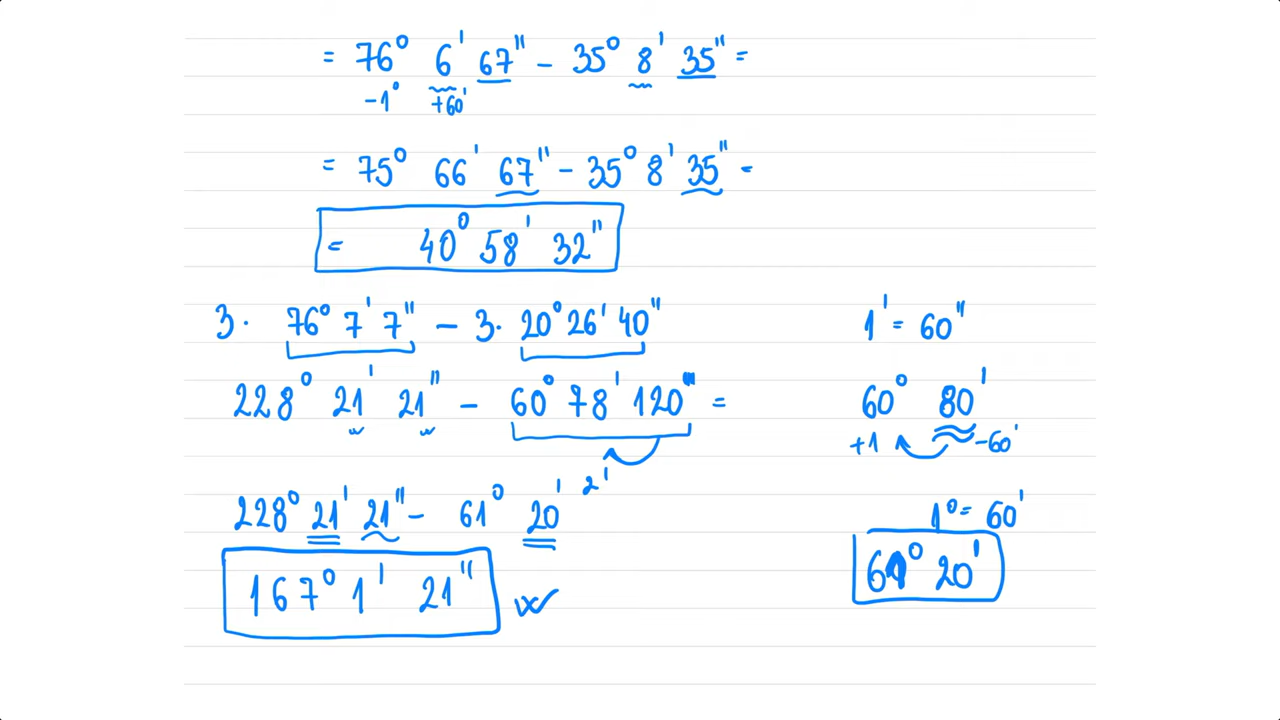 = 76° 6' 67" - 35° 8' 35" =
-1° +60'
= 75° 66' 67" - 35° 8' 35" =
= 40° 58' 32"
3. 76° 7' 7" - 3. 20° 26' 40"
1' = 60"
228° 21' 21" - 60° 78' 120" =
60° 80'
+1 -60'
2'
228° 21' 21" - 61° 20'
1° = 60'
61° 20'
167° 1' 21"